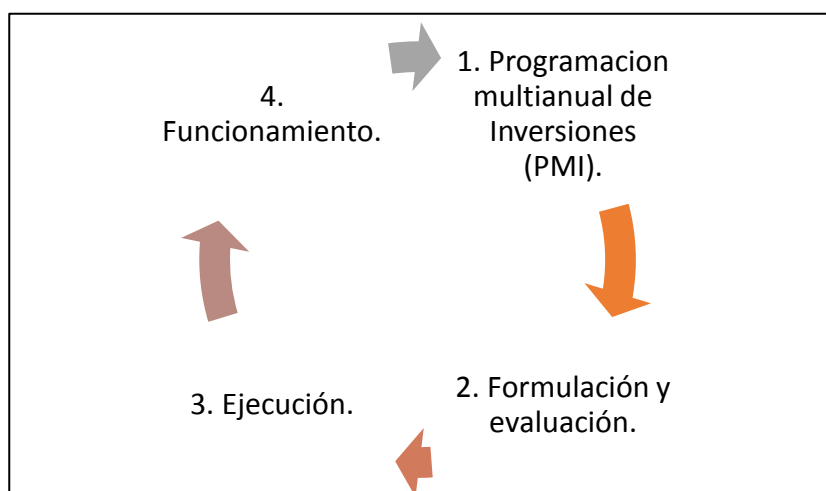 1. Programacion
multianual de
Inversiones
(PMI).
2. Formulación y
evaluación.
3. Ejecución.
4.
Funcionamiento.